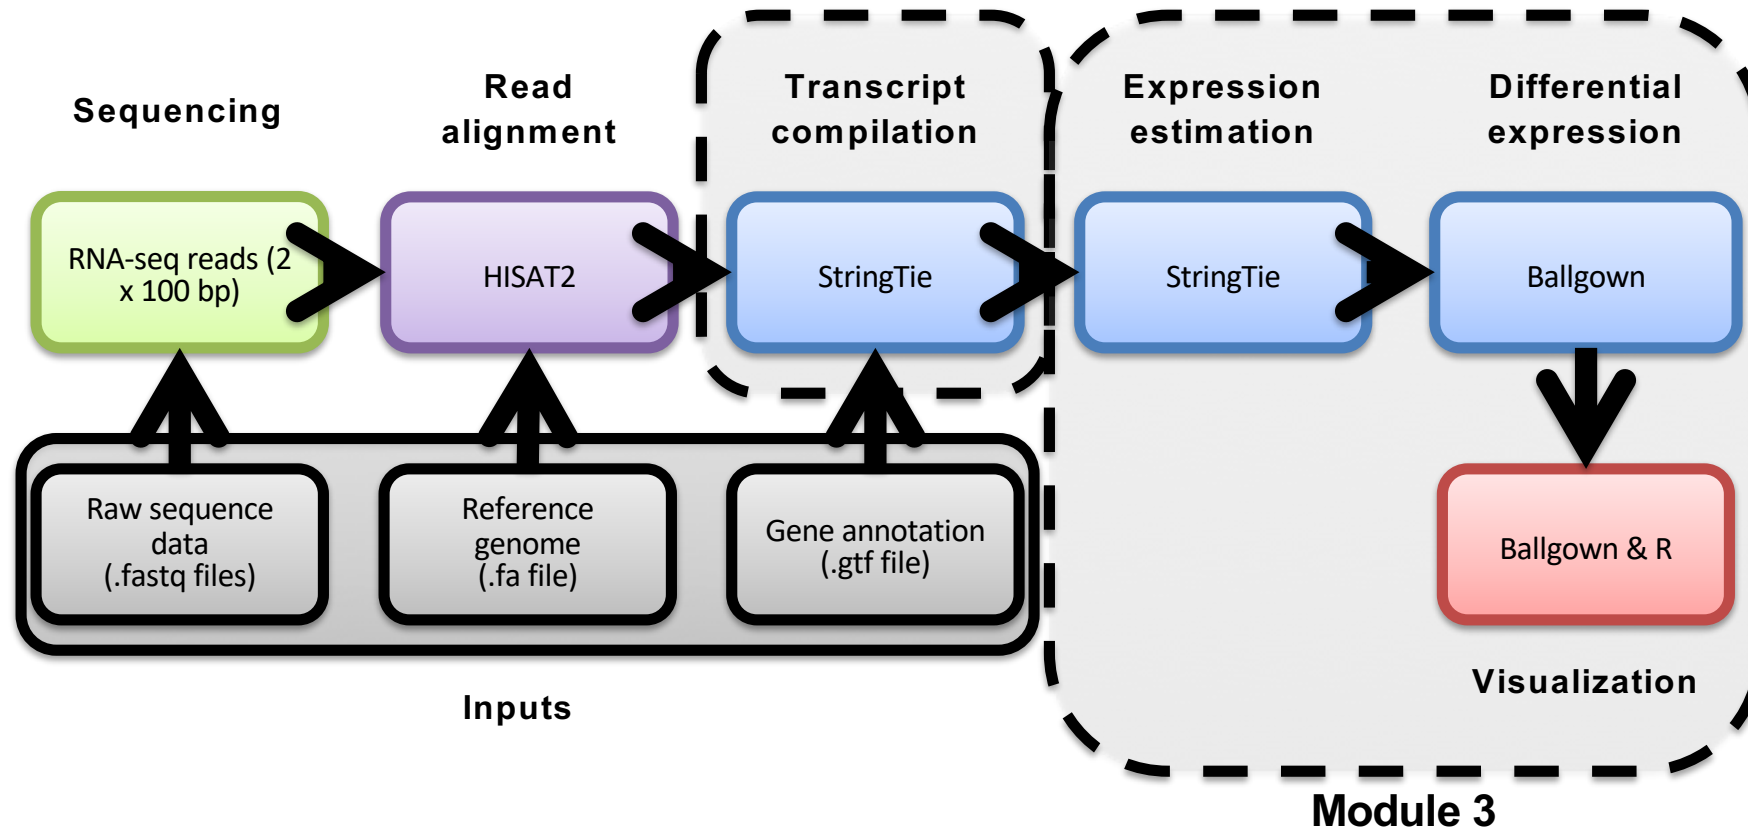 Sequencing
Read
alignment
Transcript
compilation
Expression
estimation
Differential
expression
RNA-seq reads (2
x 100 bp)
HISAT2
StringTie
StringTie
Ballgown
Raw sequence
data
(.fastq files)
Reference
genome
(.fa file)
Gene annotation
(.gtf file)
Ballgown & R
Inputs
Visualization
Module 3